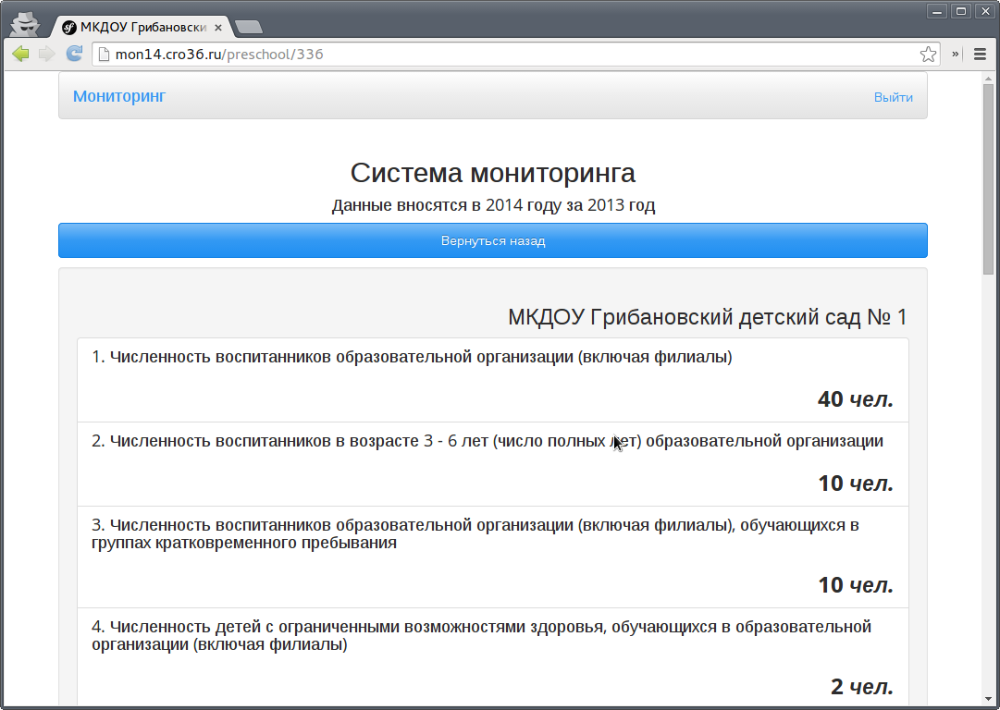 МКДОУ Грибановски
mon14.cro36.ru/preschool/336
Мониторинг
Выйти
Система мониторинга
Данные вносятся в 2014 году за 2013 год
Вернуться назад
МКДОУ Грибановский детский сад № 1
1. Численность воспитанников образовательной организации (включая филиалы)
40 чел.
2. Численность воспитанников в возрасте 3 - 6 лет (число полных лет) образовательной организации
10 чел.
3. Численность воспитанников образовательной организации (включая филиалы), обучающихся в
группах кратковременного пребывания
10 чел.
4. Численность детей с ограниченными возможностями здоровья, обучающихся в образовательной
организации (включая филиалы)
2 чел.